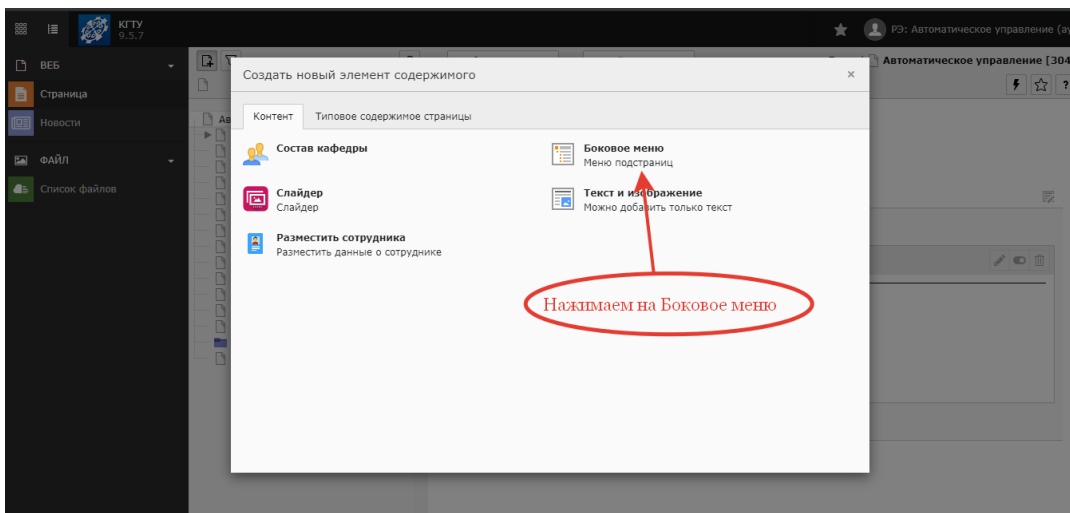 КГТУ
9.5.7
РЭ: Автоматическое управление (ау
ВЕБ
Страница
Новости
ФАЙЛ
Список файлов
Ав
Автоматическое управление [304
?
Создать новый элемент содержимого
×
Контент
Типовое содержимое страницы
Состав кафедры
Боковое меню
Меню подстраниц
Слайдер
Слайдер
Текст и изображение
Можно добавить только текст
Разместить сотрудника
Разместить данные о сотруднике
Нажимаем на Боковое меню